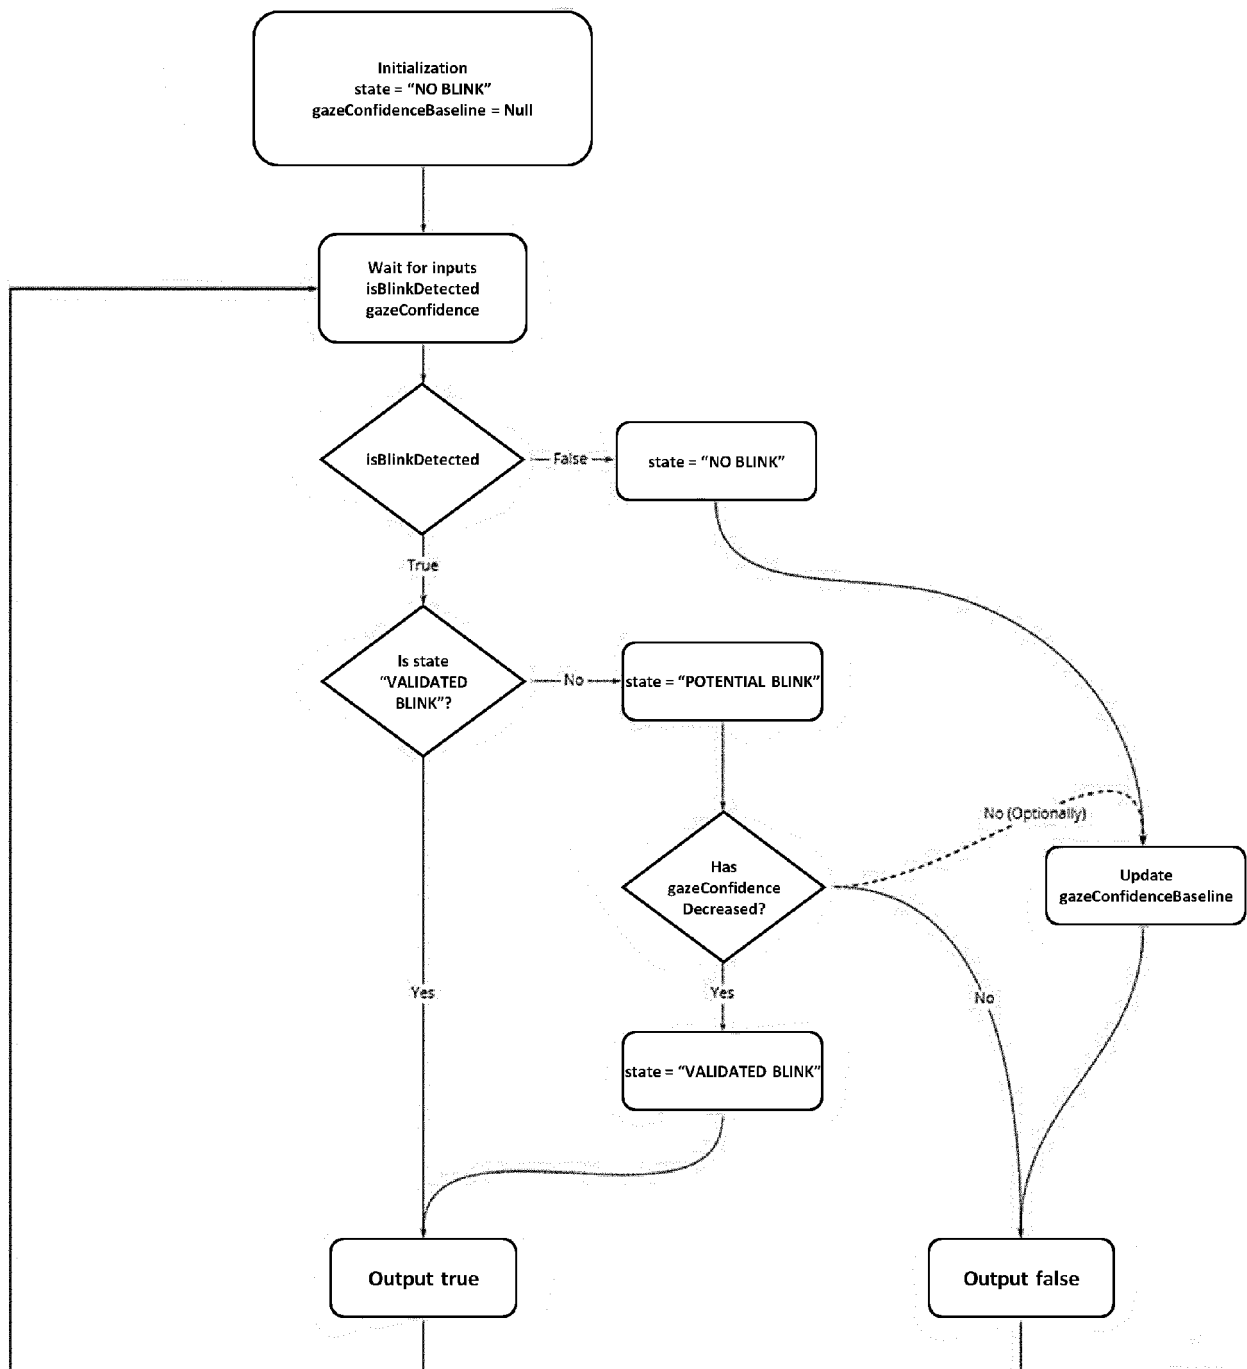 Initialization
state = “NO BLINK”
gazeConfidenceBaseline = Null
Wait for inputs
isBlinkDetected
gazeConfidence
isBlinkDetected
False
state = “NO BLINK”
True
Is state
“VALIDATED
BLINK”?
No
state = “POTENTIAL BLINK”
No (Optionally)
Has
gazeConfidence
Decreased?
Update
gazeConfidenceBaseline
Yes
Yes
No
state = “VALIDATED BLINK”
Output true
Output false